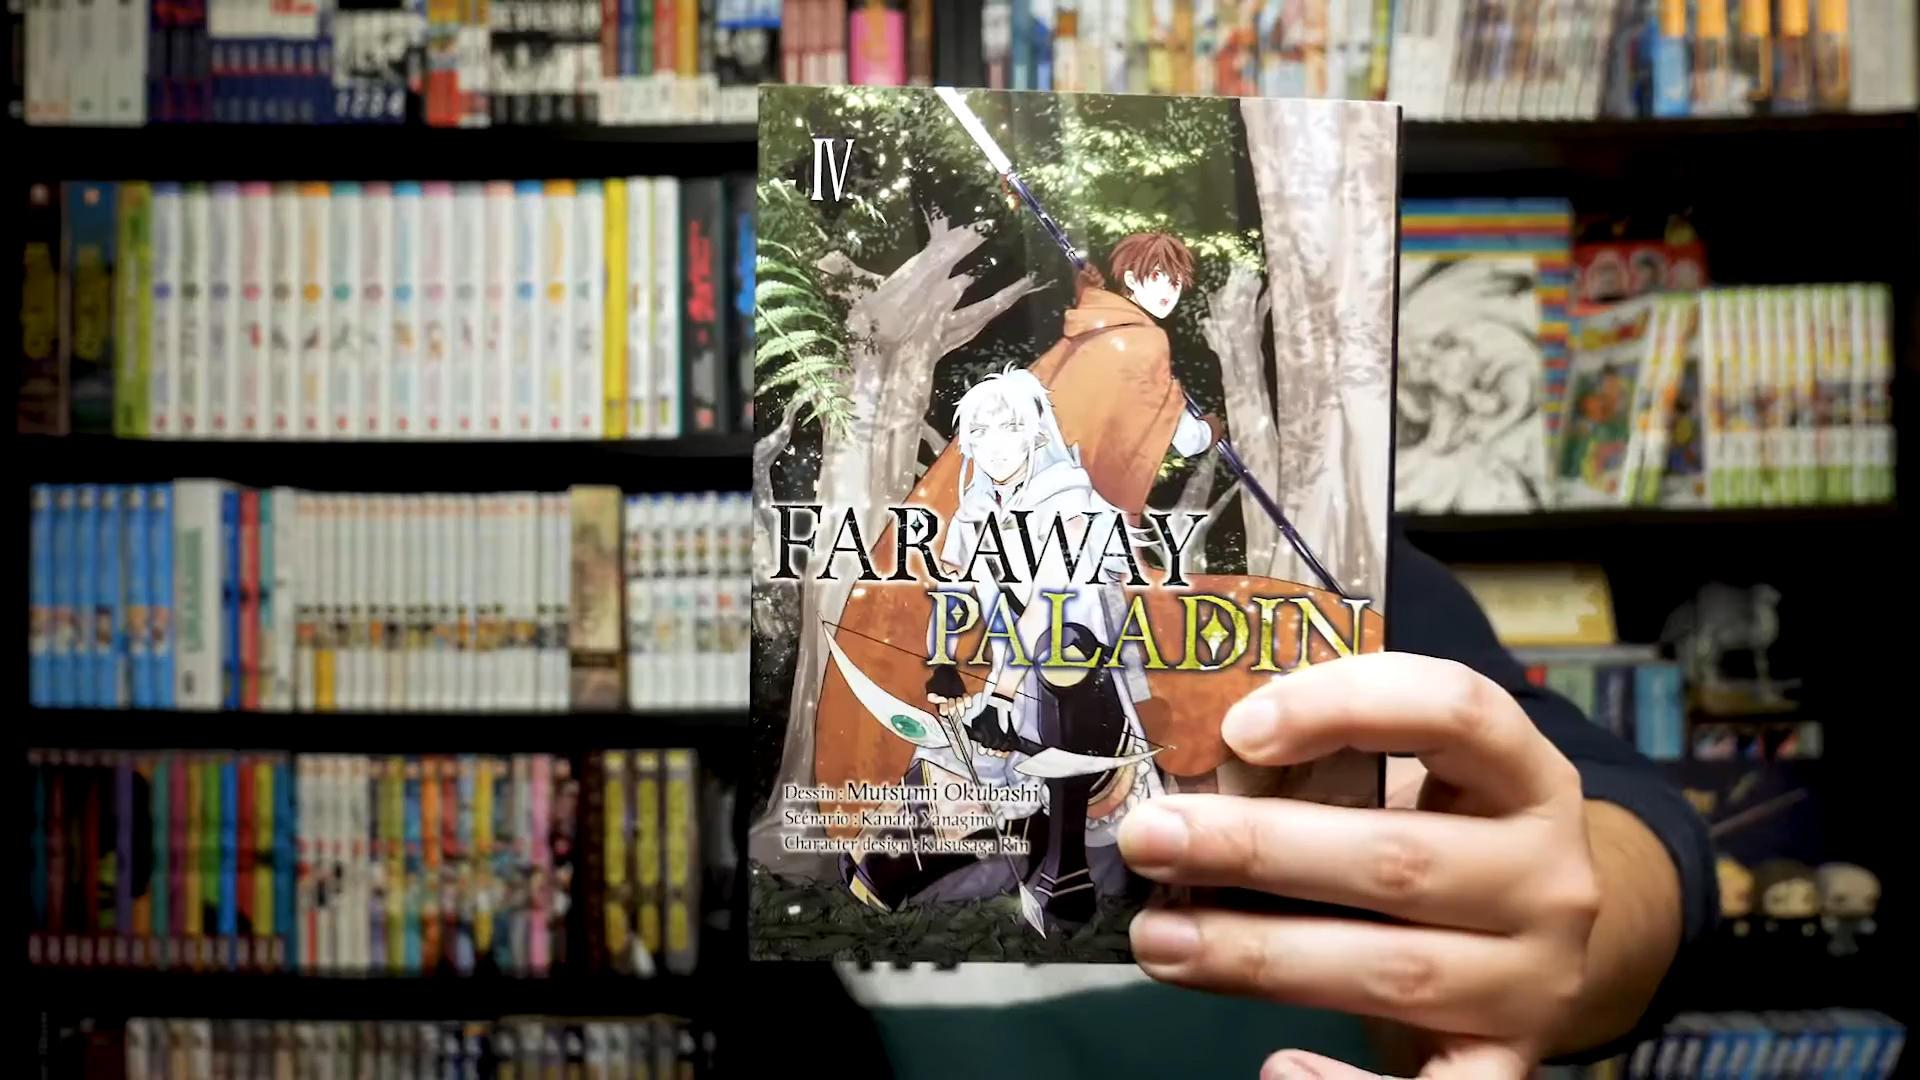 IV
FARAWAY
PALADIN
Dessin : Mutsumi Okubashi
Scénario : Kanata Yanagino
Character design : Kususaga Rin